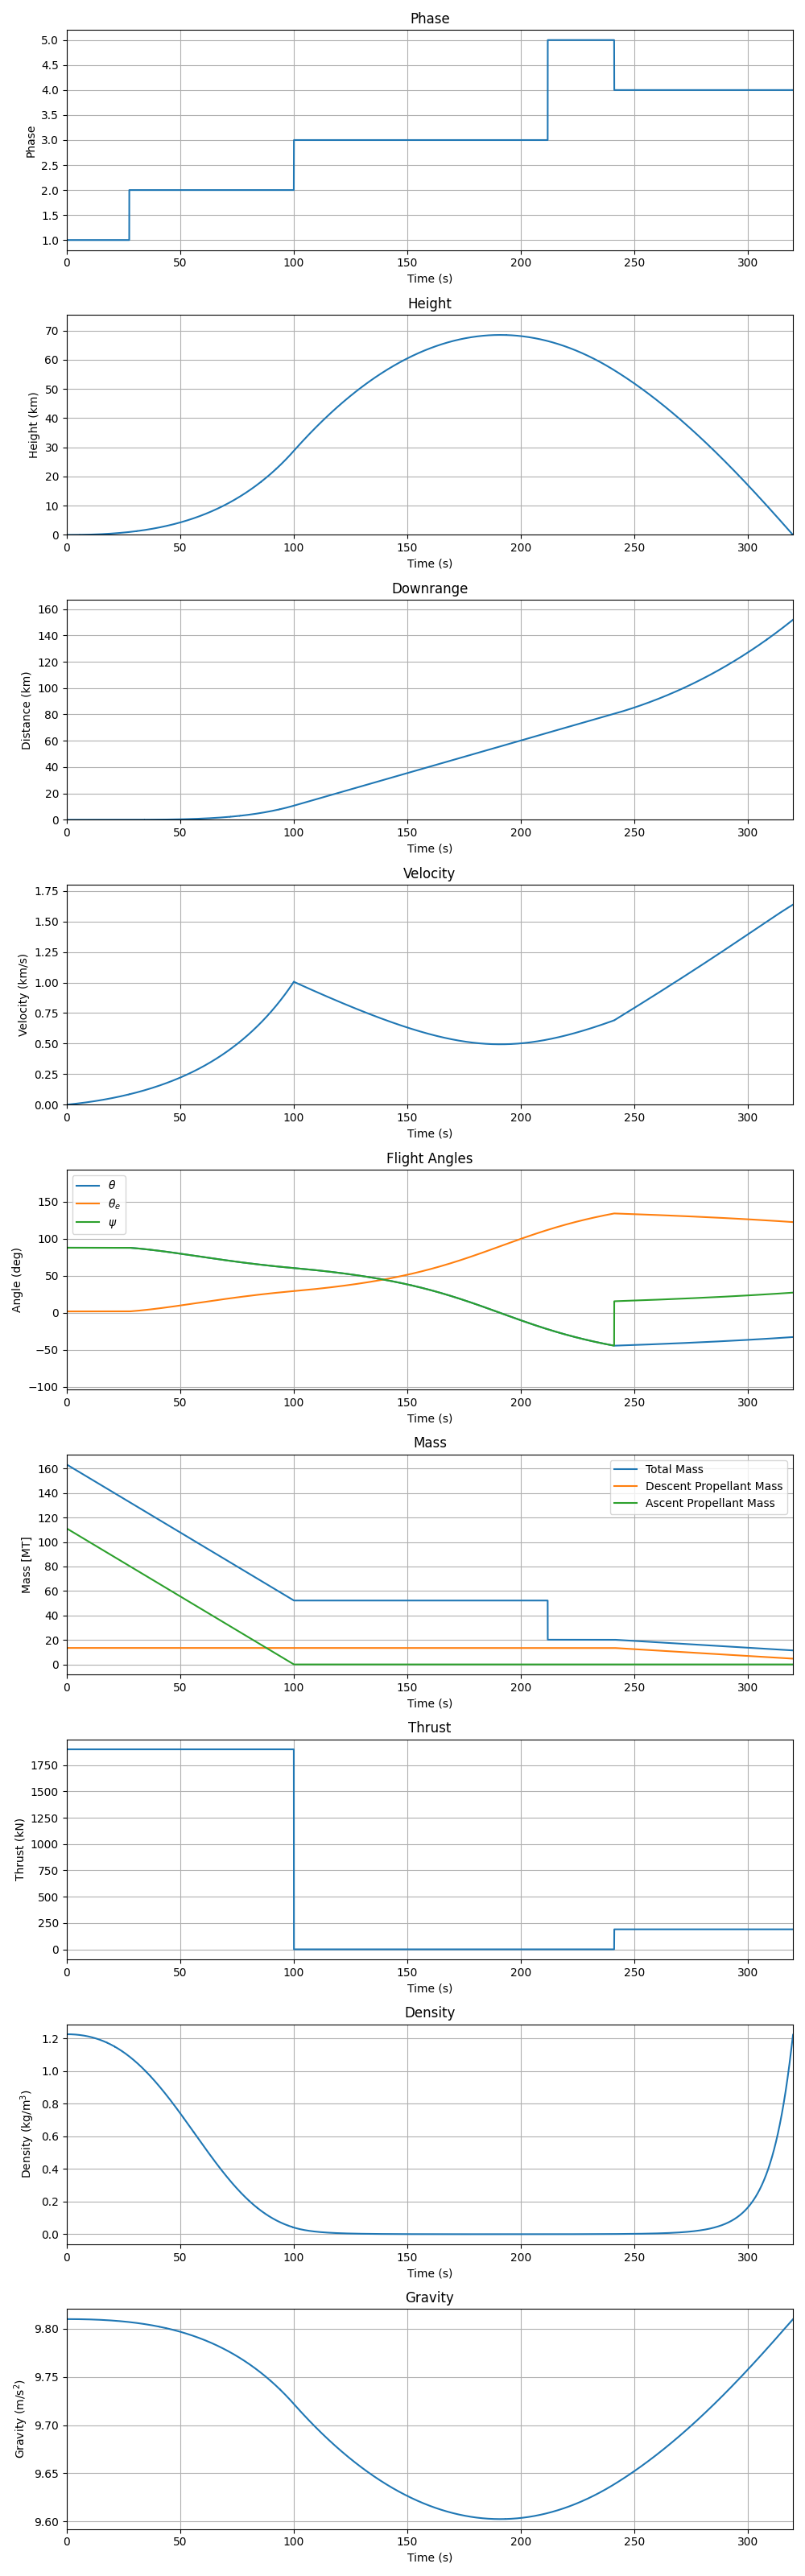 Phase
5.0
4.5
4.0
3.5
3.0
2.5
2.0
1.5
1.0
Phase
0 50 100 150 200 250 300
Time (s)
Height
70
60
50
40
30
20
10
0
Height (km)
0 50 100 150 200 250 300
Time (s)
Downrange
160
140
120
100
80
60
40
20
0
Distance (km)
0 50 100 150 200 250 300
Time (s)
Velocity
1.75
1.50
1.25
1.00
0.75
0.50
0.25
0.00
Velocity (km/s)
0 50 100 150 200 250 300
Time (s)
Flight Angles
θ
θₑ
ψ
150
100
50
0
−50
−100
Angle (deg)
0 50 100 150 200 250 300
Time (s)
Mass
Total Mass
Descent Propellant Mass
Ascent Propellant Mass
160
140
120
100
80
60
40
20
0
Mass [MT]
0 50 100 150 200 250 300
Time (s)
Thrust
1750
1500
1250
1000
750
500
250
0
Thrust (kN)
0 50 100 150 200 250 300
Time (s)
Density
1.2
1.0
0.8
0.6
0.4
0.2
0.0
Density (kg/m³)
0 50 100 150 200 250 300
Time (s)
Gravity
9.80
9.75
9.70
9.65
9.60
Gravity (m/s²)
0 50 100 150 200 250 300
Time (s)